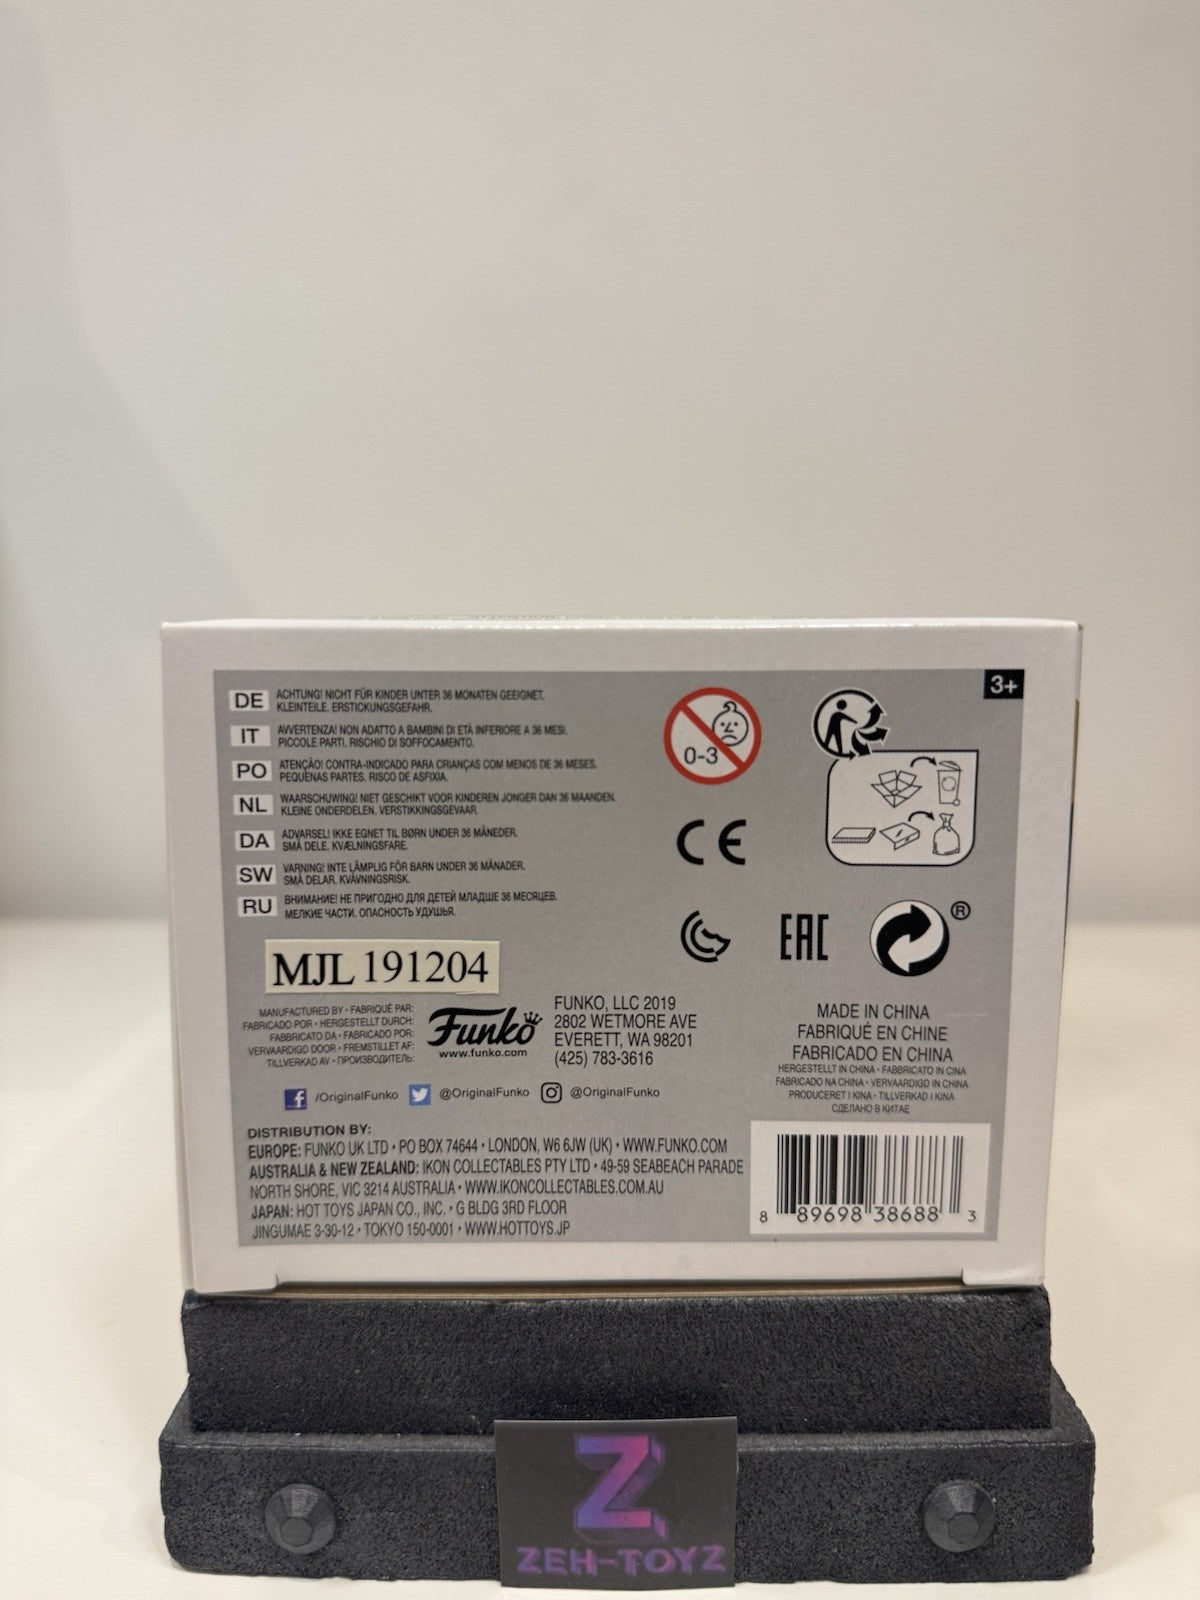 3+
DE ACHTUNG! NICHT FÜR KINDER UNTER 36 MONATEN GEEIGNET.
KLEINTEILE. ERSTICKUNGSGEFAHR.
IT AVVERTENZA! NON ADATTO A BAMBINI DI ETÀ INFERIORE A 36 MESI.
PICCOLE PARTI. RISCHIO DI SOFFOCAMENTO.
PO ATENÇÃO! CONTRA-INDICADO PARA CRIANÇAS COM MENOS DE 36 MESES.
PEQUENAS PARTES. RISCO DE ASFIXIA.
NL WAARSCHUWING! NIET GESCHIKT VOOR KINDEREN JONGER DAN 36 MAANDEN.
KLEINE ONDERDELEN. VERSTIKKINGSGEVAAR.
DA ADVARSEL! IKKE EGNET TIL BØRN UNDER 36 MÅNEDER.
SMÅ DELE. KVÆLNINGSFARE.
SW VARNING! INTE LÄMPLIG FÖR BARN UNDER 36 MÅNADER.
SMÅ DELAR. KVÄVNINGSRISK.
RU ВНИМАНИЕ! НЕ ПРИГОДНО ДЛЯ ДЕТЕЙ МЛАДШЕ 36 МЕСЯЦЕВ.
МЕЛКИЕ ЧАСТИ. ОПАСНОСТЬ УДУШЬЯ.
0-3
CE
EAC
®
MJL 191204
MANUFACTURED BY • FABRIQUÉ PAR:
FABRICADO POR • HERGESTELLT DURCH:
FABBRICATO DA • FABRICADO POR:
VERVAARDIGD DOOR • FREMSTILLET AF:
TILLVERKAD AV • ПРОИЗВОДИТЕЛЬ:
Funko
www.funko.com
FUNKO, LLC 2019
2802 WETMORE AVE
EVERETT, WA 98201
(425) 783-3616
MADE IN CHINA
FABRIQUÉ EN CHINE
FABRICADO EN CHINA
HERGESTELLT IN CHINA • FABBRICATO IN CINA
FABRICADO NA CHINA • VERVAARDIGD IN CHINA
PRODUCERET I KINA • TILLVERKAD I KINA
СДЕЛАНО В КИТАЕ
/OriginalFunko @OriginalFunko @OriginalFunko
DISTRIBUTION BY:
EUROPE: FUNKO UK LTD • PO BOX 74644 • LONDON, W6 6JW (UK) • WWW.FUNKO.COM
AUSTRALIA & NEW ZEALAND: IKON COLLECTABLES PTY LTD • 49-59 SEABEACH PARADE
NORTH SHORE, VIC 3214 AUSTRALIA • WWW.IKONCOLLECTABLES.COM.AU
JAPAN: HOT TOYS JAPAN CO., INC. • G BLDG 3RD FLOOR
JINGUMAE 3-30-12 • TOKYO 150-0001 • WWW.HOTTOYS.JP
8 89698 38688 3
Z
ZEH-TOYZ